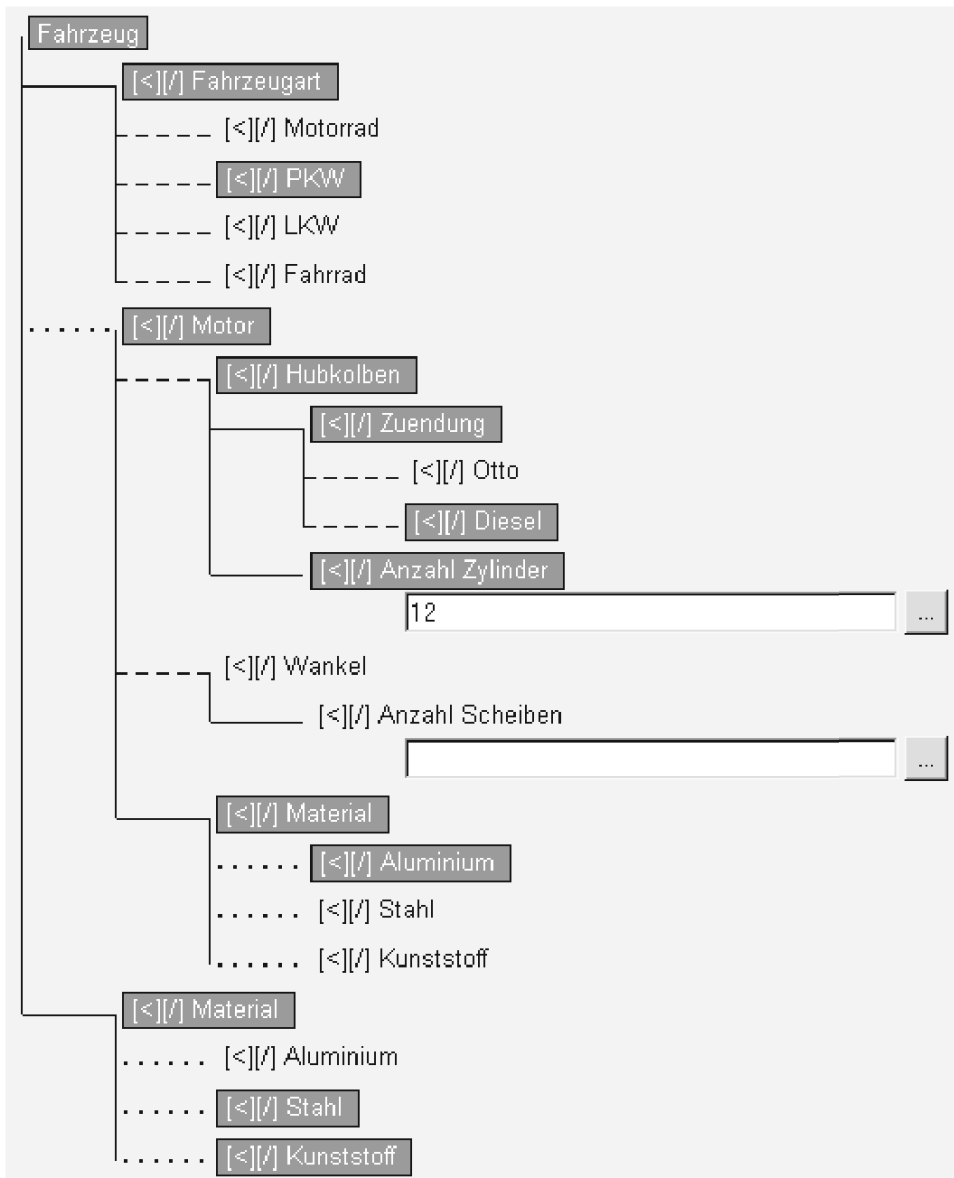 Fahrzeug
[<][/] Fahrzeugart
[<][/] Motorrad
[<][/] PKW
[<][/] LKW
[<][/] Fahrrad
[<][/] Motor
[<][/] Hubkolben
[<][/] Zuendung
[<][/] Otto
[<][/] Diesel
[<][/] Anzahl Zylinder
12 ...
[<][/] Wankel
[<][/] Anzahl Scheiben
...
[<][/] Material
[<][/] Aluminium
[<][/] Stahl
[<][/] Kunststoff
[<][/] Material
[<][/] Aluminium
[<][/] Stahl
[<][/] Kunststoff